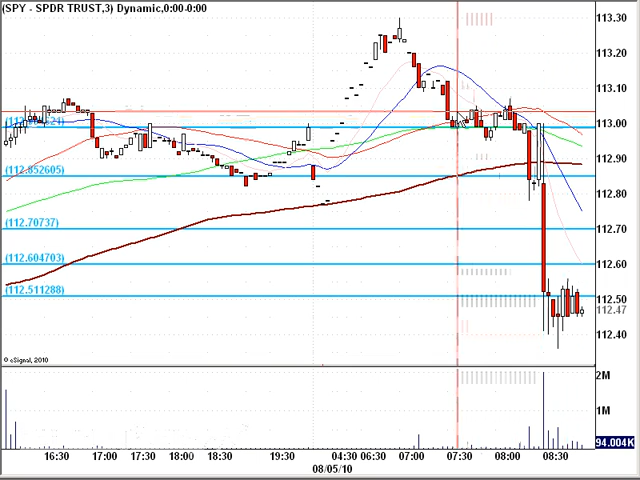 (SPY - SPDR TRUST,3) Dynamic,0:00-0:00
113.30
113.20
113.10
113.00
112.90
(112.852605)
112.80
(112.70737)
112.70
(112.604703)
112.60
(112.511288)
112.50
112.47
112.40
© eSignal, 2010
2M
1M
94.004K
16:30 17:00 17:30 18:00 18:30 19:30 04:30 06:30 07:00 07:30 08:00 08:30
08/05/10